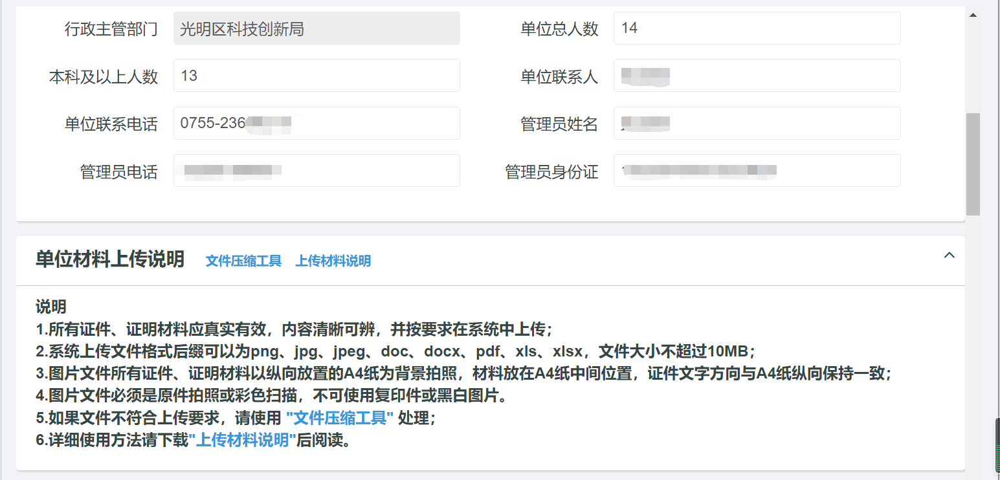 行政主管部门 光明区科技创新局 单位总人数 14
本科及以上人数 13 单位联系人
单位联系电话 0755-236 管理员姓名
管理员电话 管理员身份证
单位材料上传说明 文件压缩工具 上传材料说明
说明
1.所有证件、证明材料应真实有效，内容清晰可辨，并按要求在系统中上传；
2.系统上传文件格式后缀可以为png、jpg、jpeg、doc、docx、pdf、xls、xlsx，文件大小不超过10MB；
3.图片文件所有证件、证明材料以纵向放置的A4纸为背景拍照，材料放在A4纸中间位置，证件文字方向与A4纸纵向保持一致；
4.图片文件必须是原件拍照或彩色扫描，不可使用复印件或黑白图片。
5.如果文件不符合上传要求，请使用 "文件压缩工具" 处理；
6.详细使用方法请下载"上传材料说明"后阅读。